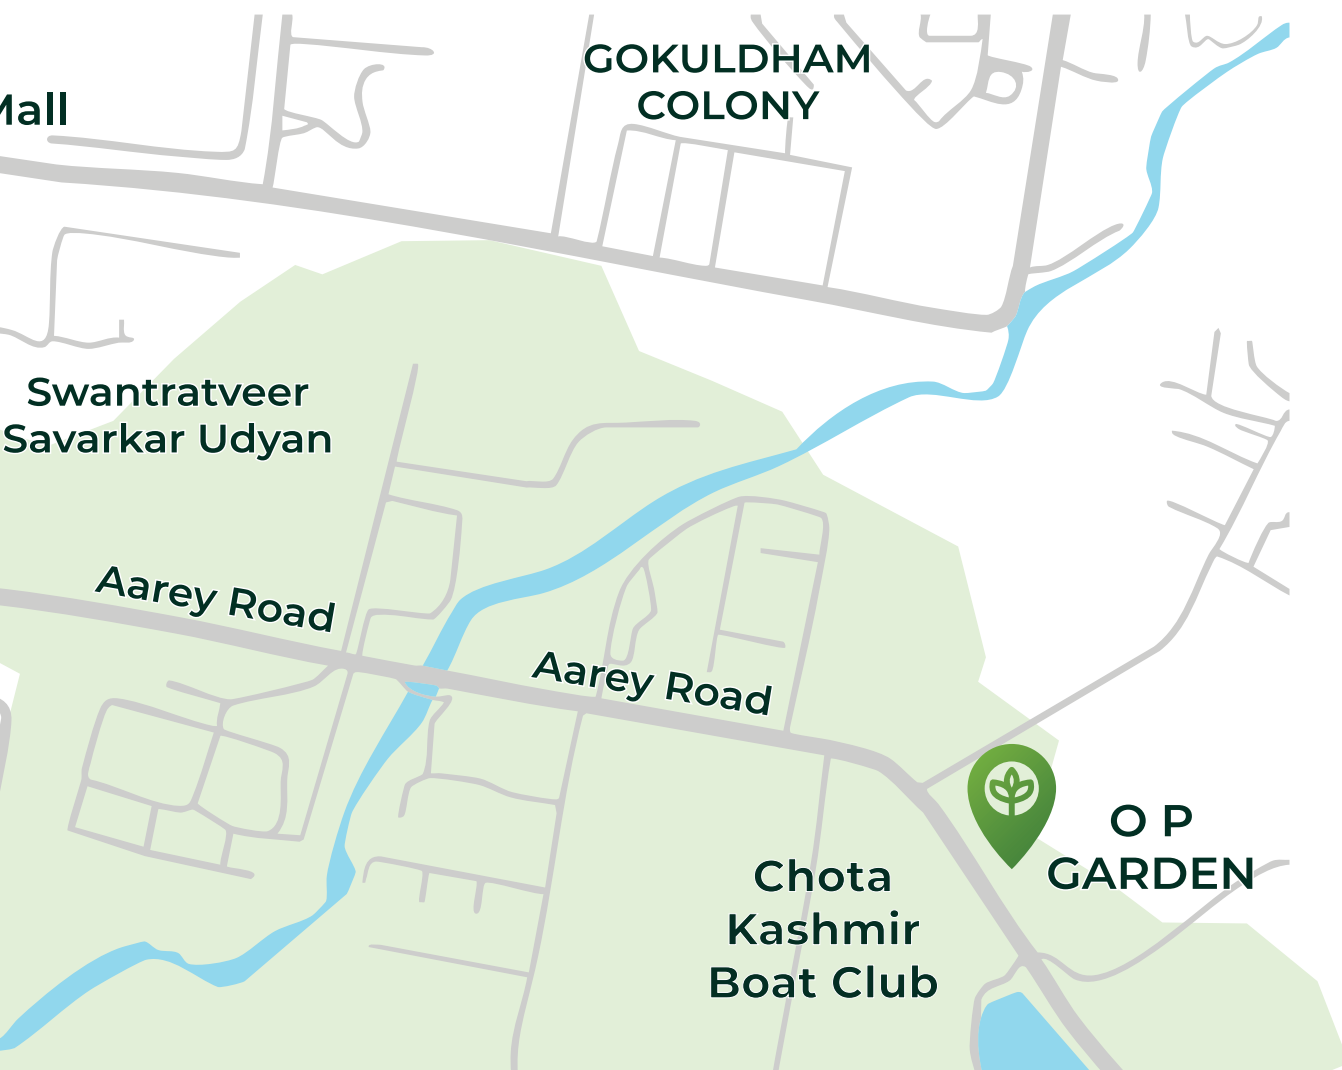 GOKULDHAM
COLONY
Mall
Swantratveer
Savarkar Udyan
Aarey Road
Aarey Road
O P
GARDEN
Chota
Kashmir
Boat Club